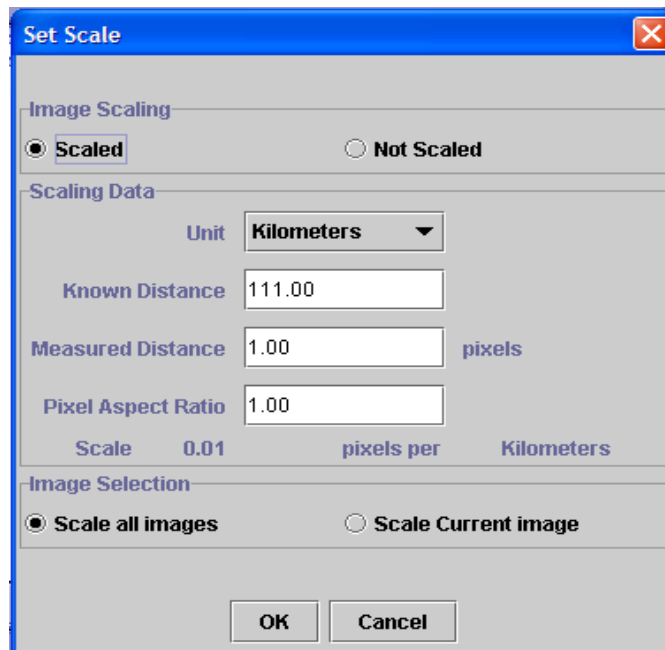 Set Scale
Image Scaling
Scaled Not Scaled
Scaling Data
Unit Kilometers
Known Distance 111.00
Measured Distance 1.00 pixels
Pixel Aspect Ratio 1.00
Scale 0.01 pixels per Kilometers
Image Selection
Scale all images Scale Current image
OK Cancel